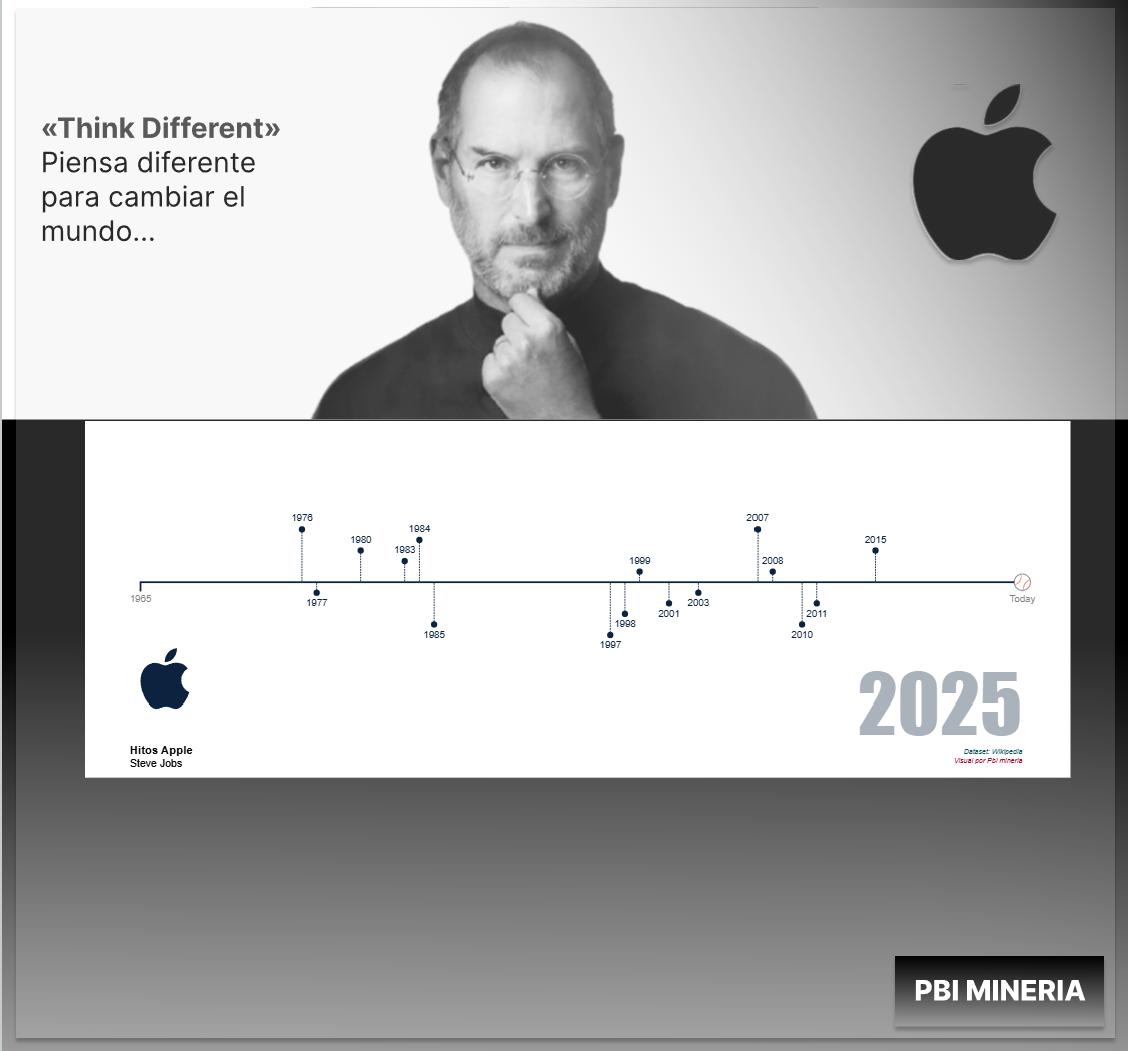 «Think Different»
Piensa diferente
para cambiar el
mundo...
1976
1980
1983
1984
1999
2007
2008
2015
1965
1977
1985
1997
1998
2001
2003
2010
2011
Today
2025
Hitos Apple
Steve Jobs
Dataset: Wikipedia
Visual por Pbi mineria
PBI MINERIA